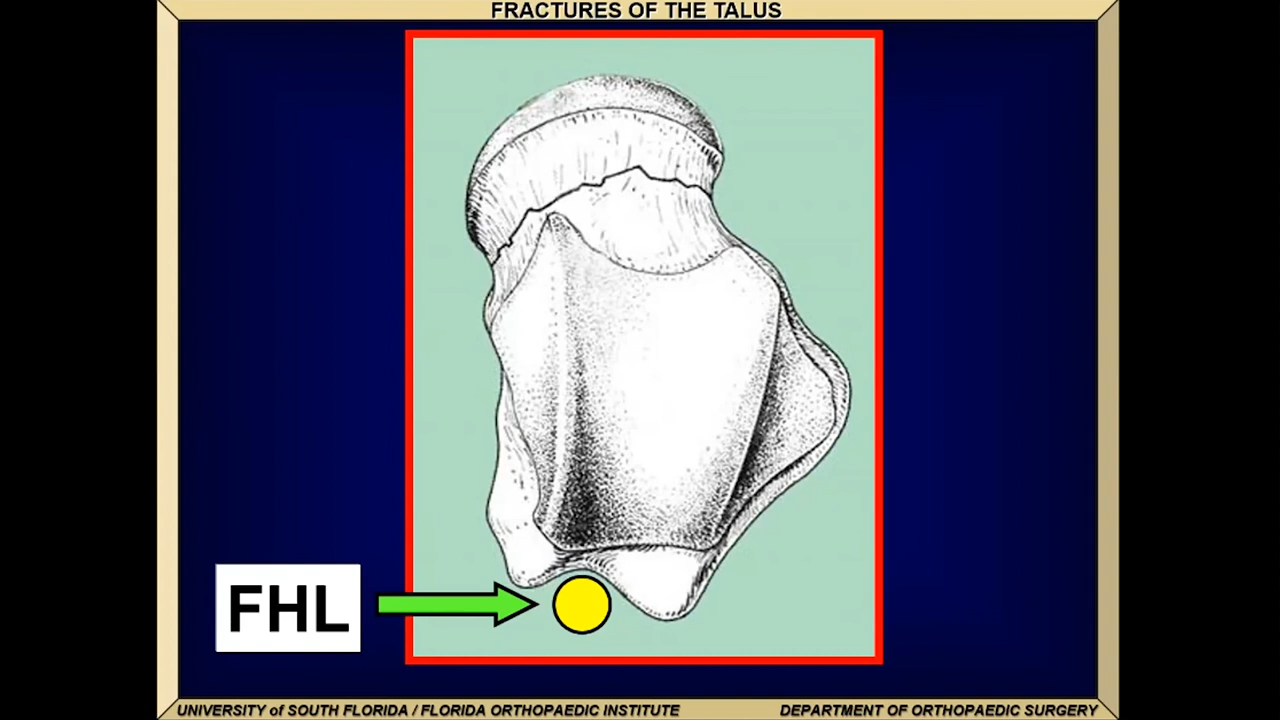 FRACTURES OF THE TALUS
FHL
UNIVERSITY of SOUTH FLORIDA / FLORIDA ORTHOPAEDIC INSTITUTE
DEPARTMENT OF ORTHOPAEDIC SURGERY